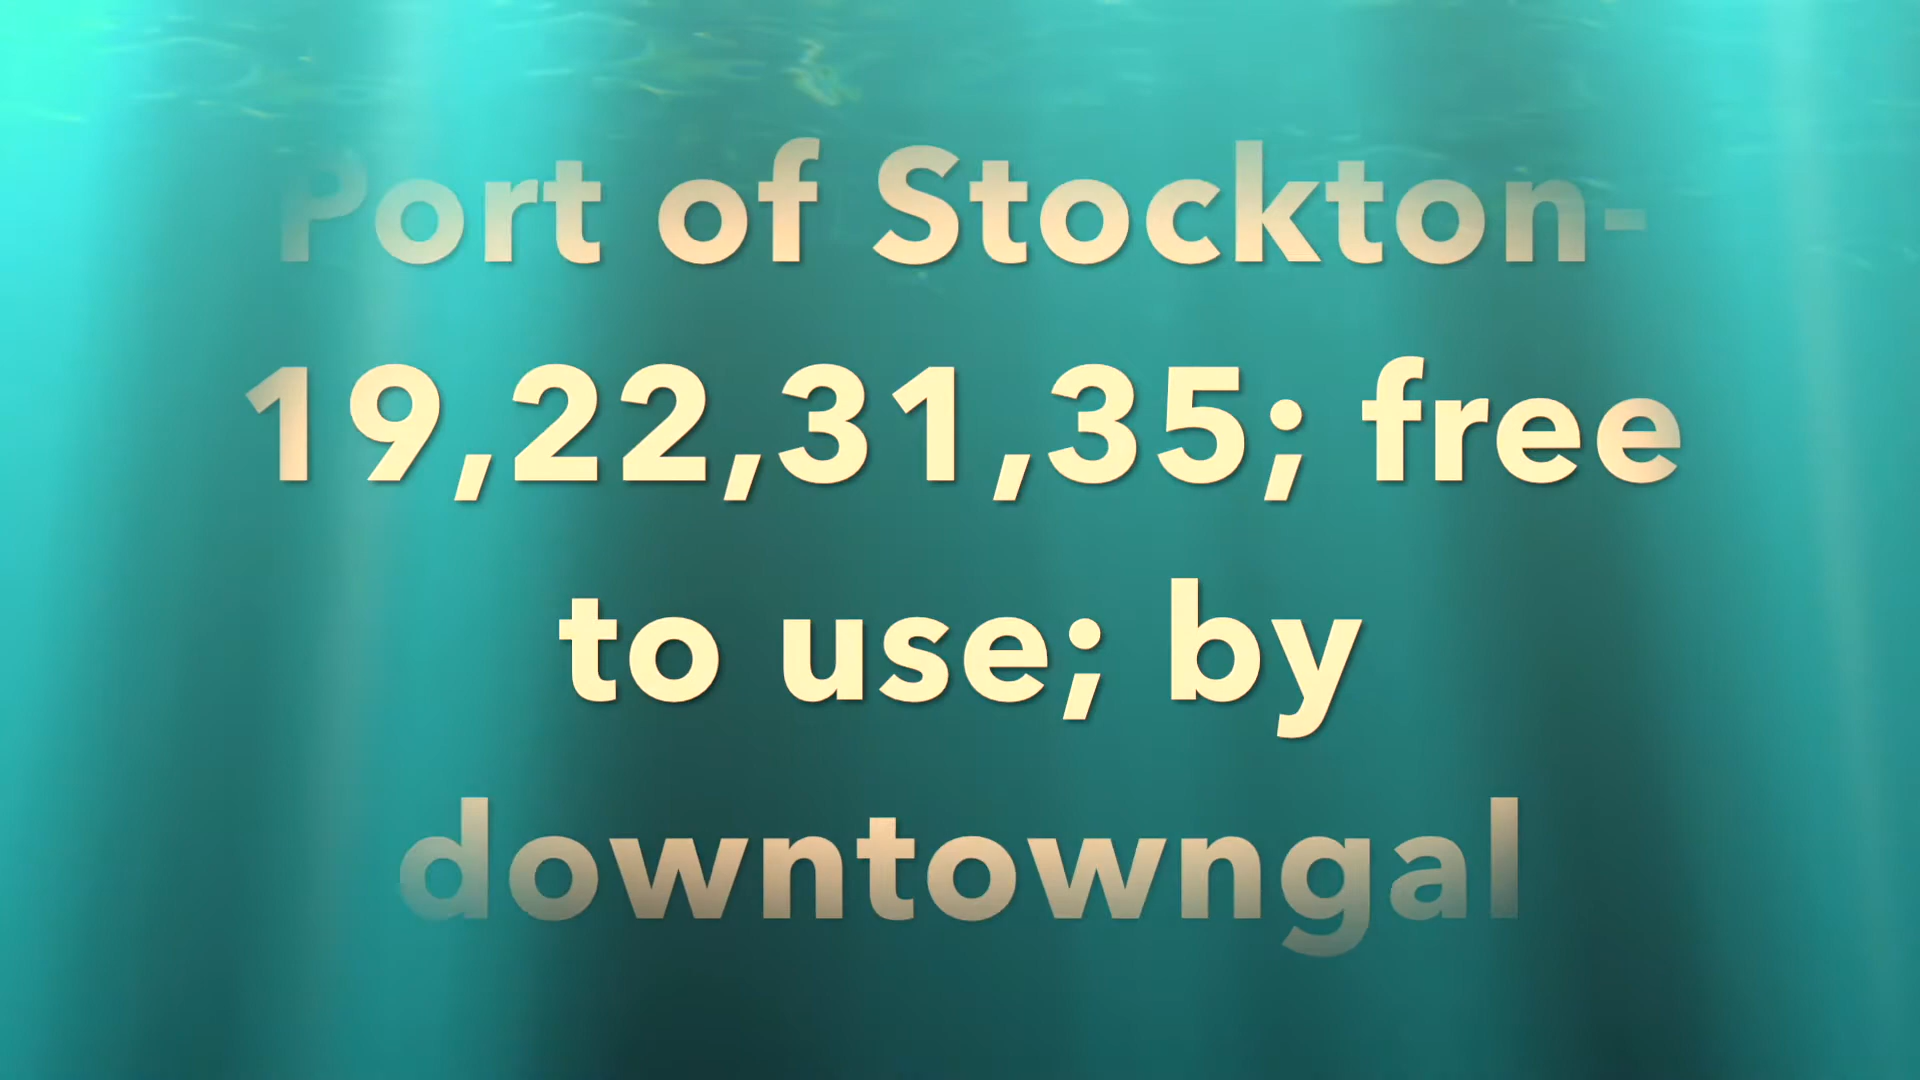 Port of Stockton-
19,22,31,35; free
to use; by
downtowngal